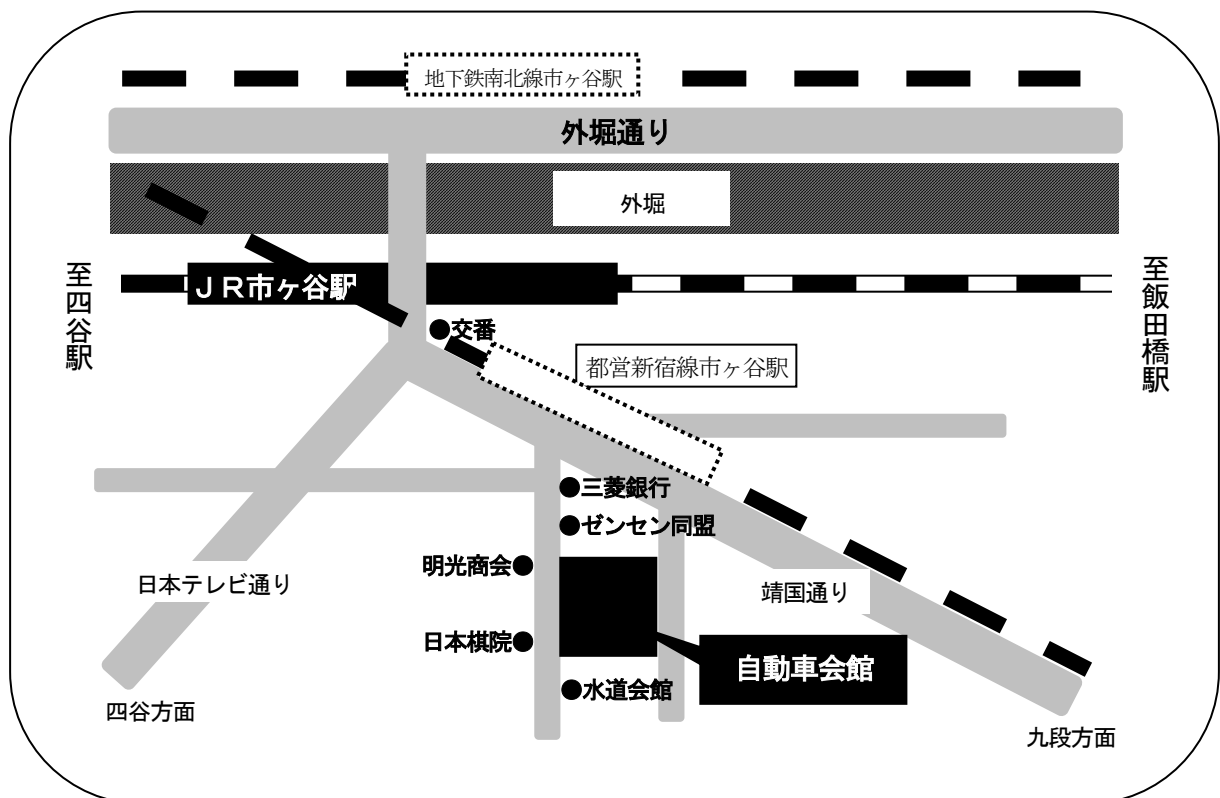 地下鉄南北線市ヶ谷駅
外堀通り
外堀
至四谷駅
ＪＲ市ヶ谷駅
至飯田橋駅
●交番
都営新宿線市ヶ谷駅
●三菱銀行
●ゼンセン同盟
明光商会●
日本テレビ通り
靖国通り
日本棋院●
自動車会館
●水道会館
四谷方面
九段方面